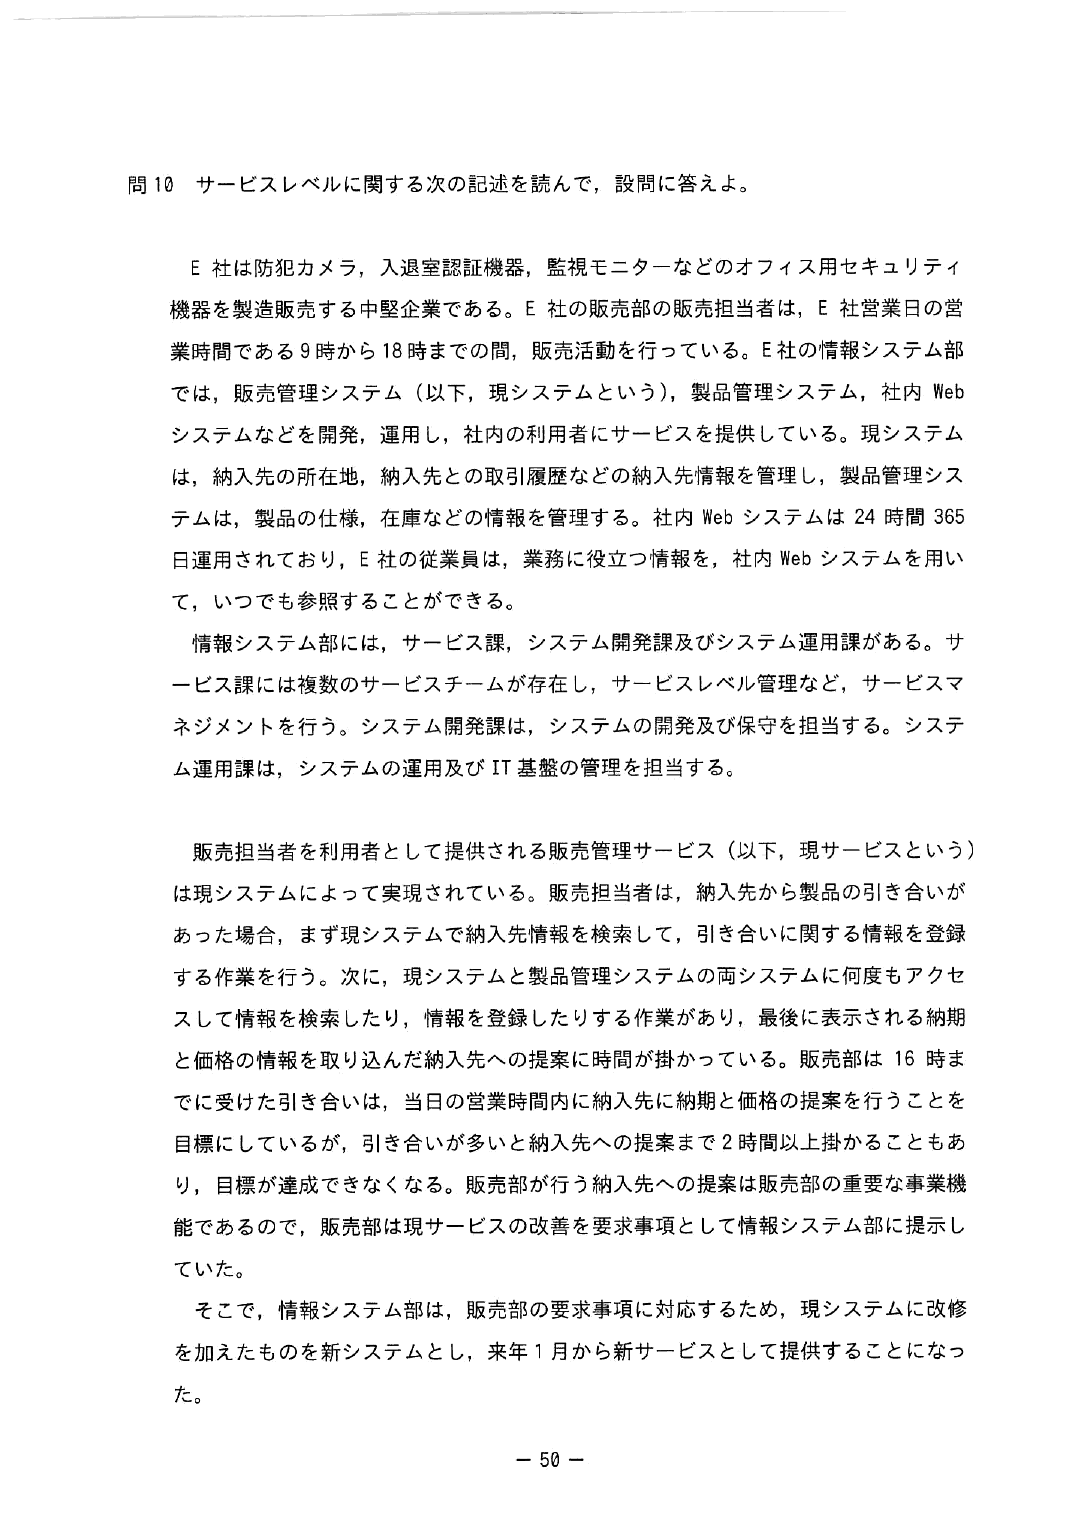 問10　サービスレベルに関する次の記述を読んで，設問に答えよ。
E 社は防犯カメラ，入退室認証機器，監視モニターなどのオフィス用セキュリティ
機器を製造販売する中堅企業である。E 社の販売部の販売担当者は，E 社営業日の営
業時間である9時から18時までの間，販売活動を行っている。E社の情報システム部
では，販売管理システム（以下，現システムという），製品管理システム，社内 Web
システムなどを開発，運用し，社内の利用者にサービスを提供している。現システム
は，納入先の所在地，納入先との取引履歴などの納入先情報を管理し，製品管理シス
テムは，製品の仕様，在庫などの情報を管理する。社内 Web システムは 24 時間 365
日運用されており，E 社の従業員は，業務に役立つ情報を，社内 Web システムを用い
て，いつでも参照することができる。
情報システム部には，サービス課，システム開発課及びシステム運用課がある。サ
ービス課には複数のサービスチームが存在し，サービスレベル管理など，サービスマ
ネジメントを行う。システム開発課は，システムの開発及び保守を担当する。システ
ム運用課は，システムの運用及び IT 基盤の管理を担当する。
販売担当者を利用者として提供される販売管理サービス（以下，現サービスという）
は現システムによって実現されている。販売担当者は，納入先から製品の引き合いが
あった場合，まず現システムで納入先情報を検索して，引き合いに関する情報を登録
する作業を行う。次に，現システムと製品管理システムの両システムに何度もアクセ
スして情報を検索したり，情報を登録したりする作業があり，最後に表示される納期
と価格の情報を取り込んだ納入先への提案に時間が掛かっている。販売部は 16 時ま
でに受けた引き合いは，当日の営業時間内に納入先に納期と価格の提案を行うことを
目標にしているが，引き合いが多いと納入先への提案まで2時間以上掛かることもあ
り，目標が達成できなくなる。販売部が行う納入先への提案は販売部の重要な事業機
能であるので，販売部は現サービスの改善を要求事項として情報システム部に提示し
ていた。
そこで，情報システム部は，販売部の要求事項に対応するため，現システムに改修
を加えたものを新システムとし，来年1月から新サービスとして提供することになっ
た。
－ 50 －